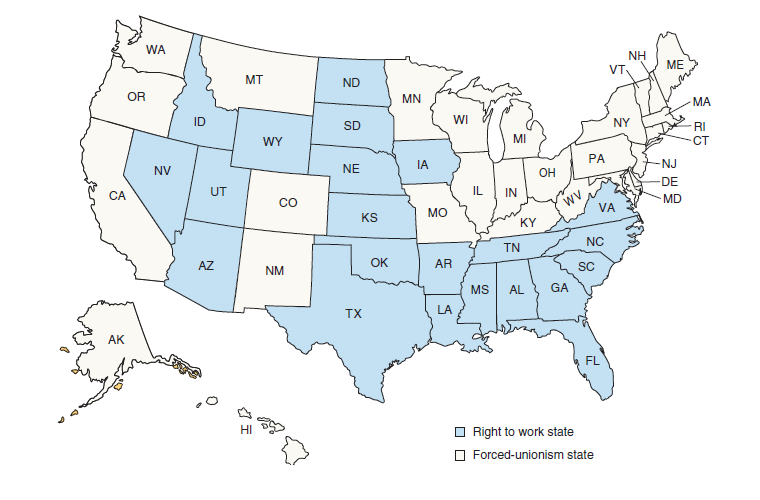 WA
NH
VT
ME
MT
ND
OR
MN
MA
ID
SD
WI
NY
RI
MI
CT
WY
PA
NJ
NV
NE
IA
OH
DE
UT
IL
IN
WV
MD
CA
CO
KS
MO
KY
VA
NC
TN
AZ
NM
OK
AR
SC
MS
AL
GA
TX
LA
AK
FL
HI
Right to work state
Forced-unionism state